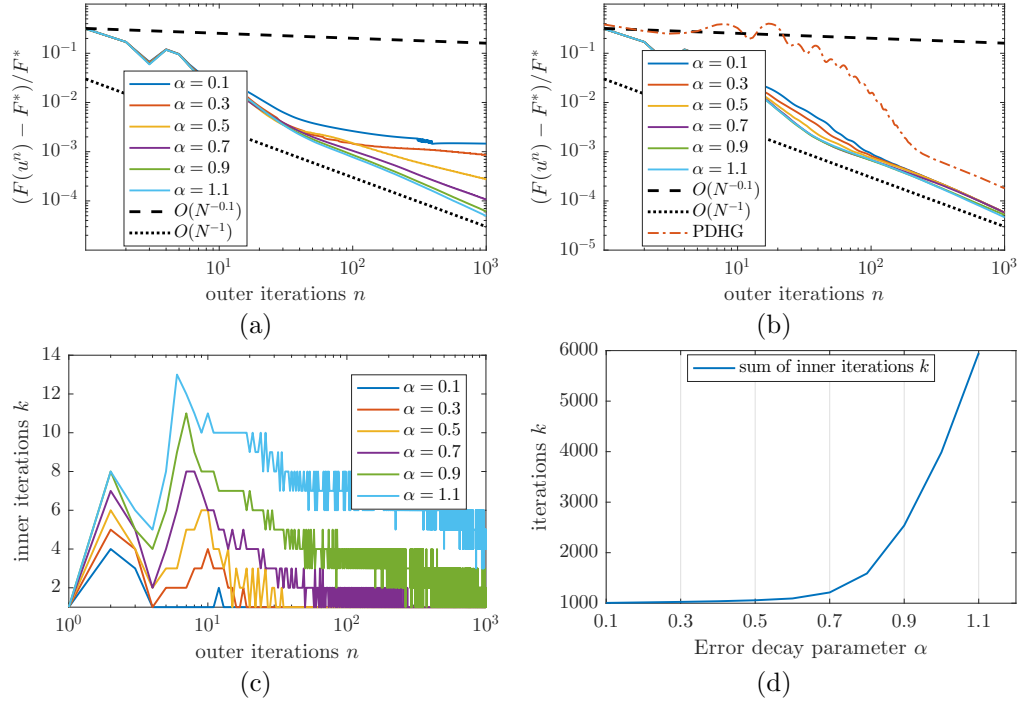 10^{-1}
10^{-2}
10^{-3}
10^{-4}
(F(u^n) − F^*)/F^*
α = 0.1
α = 0.3
α = 0.5
α = 0.7
α = 0.9
α = 1.1
O(N^{-0.1})
O(N^{-1})
10^1
10^2
10^3
outer iterations n
(a)
10^{-1}
10^{-2}
10^{-3}
10^{-4}
10^{-5}
(F(u^n) − F^*)/F^*
α = 0.1
α = 0.3
α = 0.5
α = 0.7
α = 0.9
α = 1.1
O(N^{-0.1})
O(N^{-1})
PDHG
10^1
10^2
10^3
outer iterations n
(b)
14
12
10
8
6
4
2
inner iterations k
α = 0.1
α = 0.3
α = 0.5
α = 0.7
α = 0.9
α = 1.1
10^0
10^1
10^2
10^3
outer iterations n
(c)
6000
5000
4000
3000
2000
1000
iterations k
sum of inner iterations k
0.1
0.3
0.5
0.7
0.9
1.1
Error decay parameter α
(d)